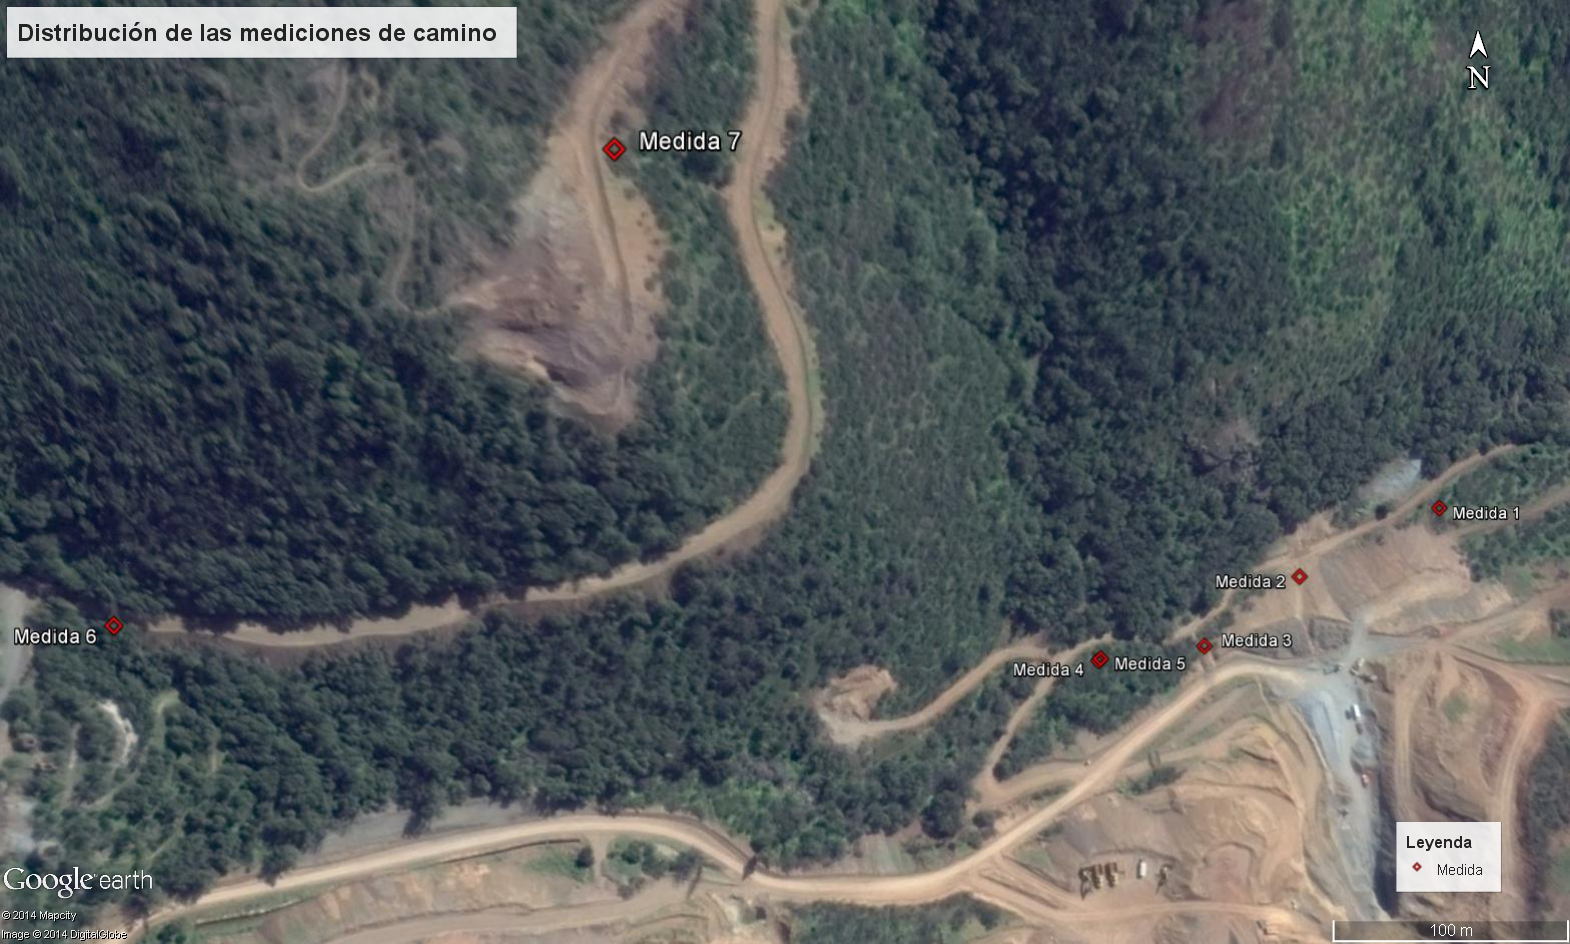 Distribución de las mediciones de camino
N
Medida 7
Medida 1
Medida 2
Medida 3
Medida 4
Medida 5
Medida 6
Leyenda
Medida
Google earth
© 2014 Mapcity
Image © 2014 DigitalGlobe
100 m